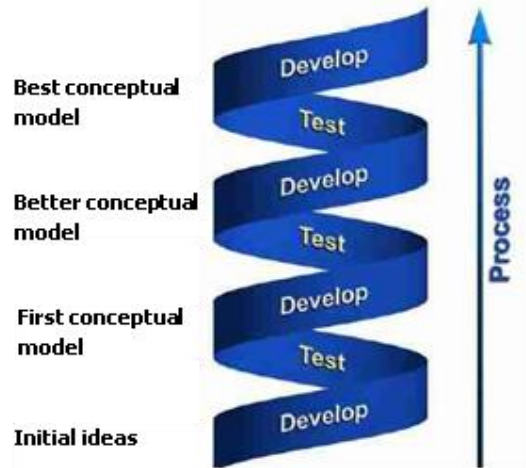 Develop
Best conceptual
model
Test
Develop
Better conceptual
model
Test
Process
Develop
First conceptual
model
Test
Develop
Initial ideas